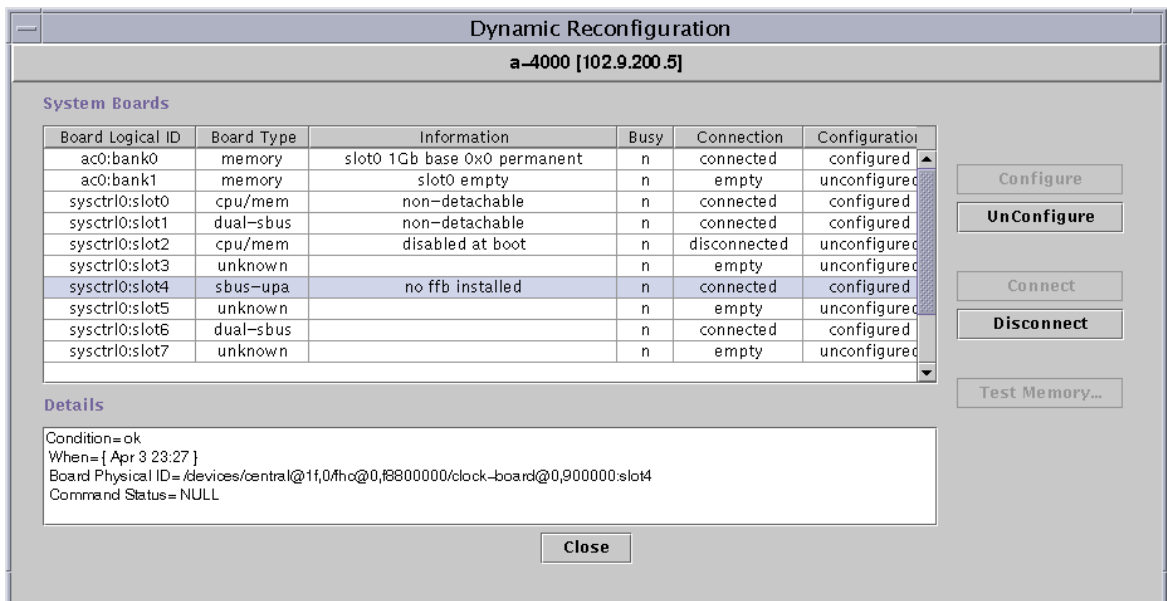 Dynamic Reconfiguration
a-4000 [102.9.200.5]
System Boards
Board Logical ID Board Type Information Busy Connection Configuration
ac0:bank0 memory slot0 1Gb base 0x0 permanent n connected configured
ac0:bank1 memory slot0 empty n empty unconfigured
sysctrl0:slot0 cpu/mem non-detachable n connected configured
sysctrl0:slot1 dual-sbus non-detachable n connected configured
sysctrl0:slot2 cpu/mem disabled at boot n disconnected unconfigured
sysctrl0:slot3 unknown n empty unconfigured
sysctrl0:slot4 sbus-upa no ffb installed n connected configured
sysctrl0:slot5 unknown n empty unconfigured
sysctrl0:slot6 dual-sbus n connected configured
sysctrl0:slot7 unknown n empty unconfigured
Configure
UnConfigure
Connect
Disconnect
Test Memory...
Details
Condition=ok
When={ Apr 3 23:27 }
Board Physical ID=/devices/central@1f,0/fhc@0,f8800000/clock-board@0,900000:slot4
Command Status=NULL
Close